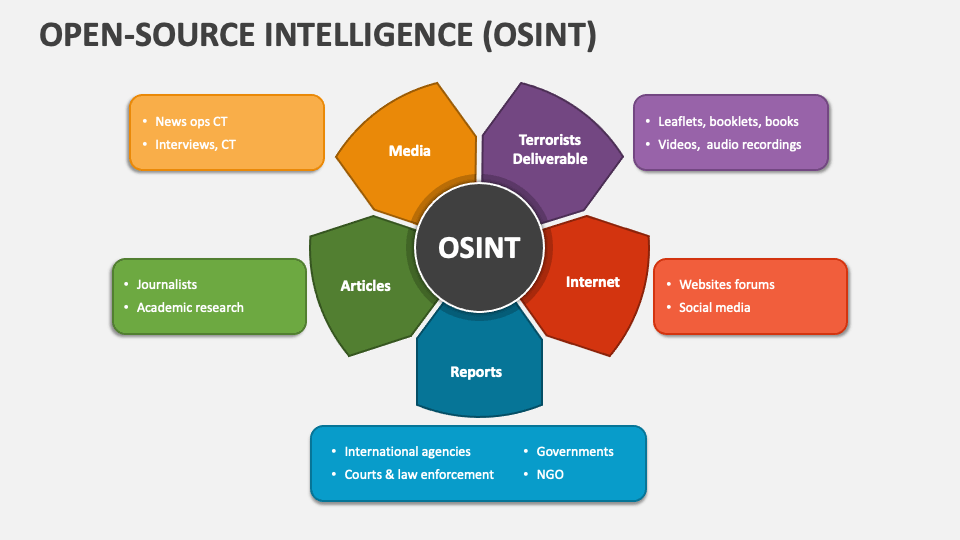 OPEN-SOURCE INTELLIGENCE (OSINT)
• News ops CT
• Interviews, CT
Media
Terrorists
Deliverable
• Leaflets, booklets, books
• Videos,  audio recordings
OSINT
• Journalists
• Academic research
Articles
Internet
• Websites forums
• Social media
Reports
• International agencies
• Courts & law enforcement
• Governments
• NGO